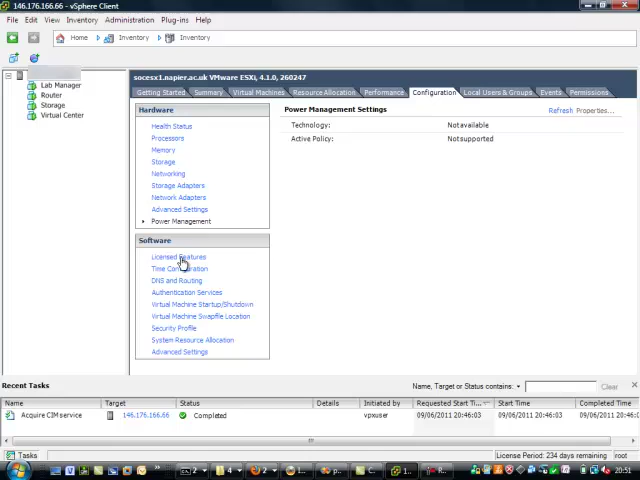 146.176.166.66 - vSphere Client
File Edit View Inventory Administration Plug-ins Help
Home Inventory Inventory
Lab Manager
Router
Storage
Virtual Center
socesx1.napier.ac.uk VMware ESXi, 4.1.0, 260247
Getting Started Summary Virtual Machines Resource Allocation Performance Configuration Local Users & Groups Events Permissions
Hardware
Health Status
Processors
Memory
Storage
Networking
Storage Adapters
Network Adapters
Advanced Settings
Power Management
Software
Licensed Features
Time Configuration
DNS and Routing
Authentication Services
Virtual Machine Startup/Shutdown
Virtual Machine Swapfile Location
Security Profile
System Resource Allocation
Advanced Settings
Power Management Settings
Refresh Properties...
Technology: Not available
Active Policy: Not supported
Recent Tasks
Name, Target or Status contains: Clear
Name Target Status Details Initiated by Requested Start Ti... Start Time Completed Time
Acquire CIM service 146.176.166.66 Completed vpxuser 09/06/2011 20:46:03 09/06/2011 20:46:03 09/06/2011 20:46:03
Tasks License Period: 234 days remaining root
2 4 2 1... p... C... 1... R... 20:51